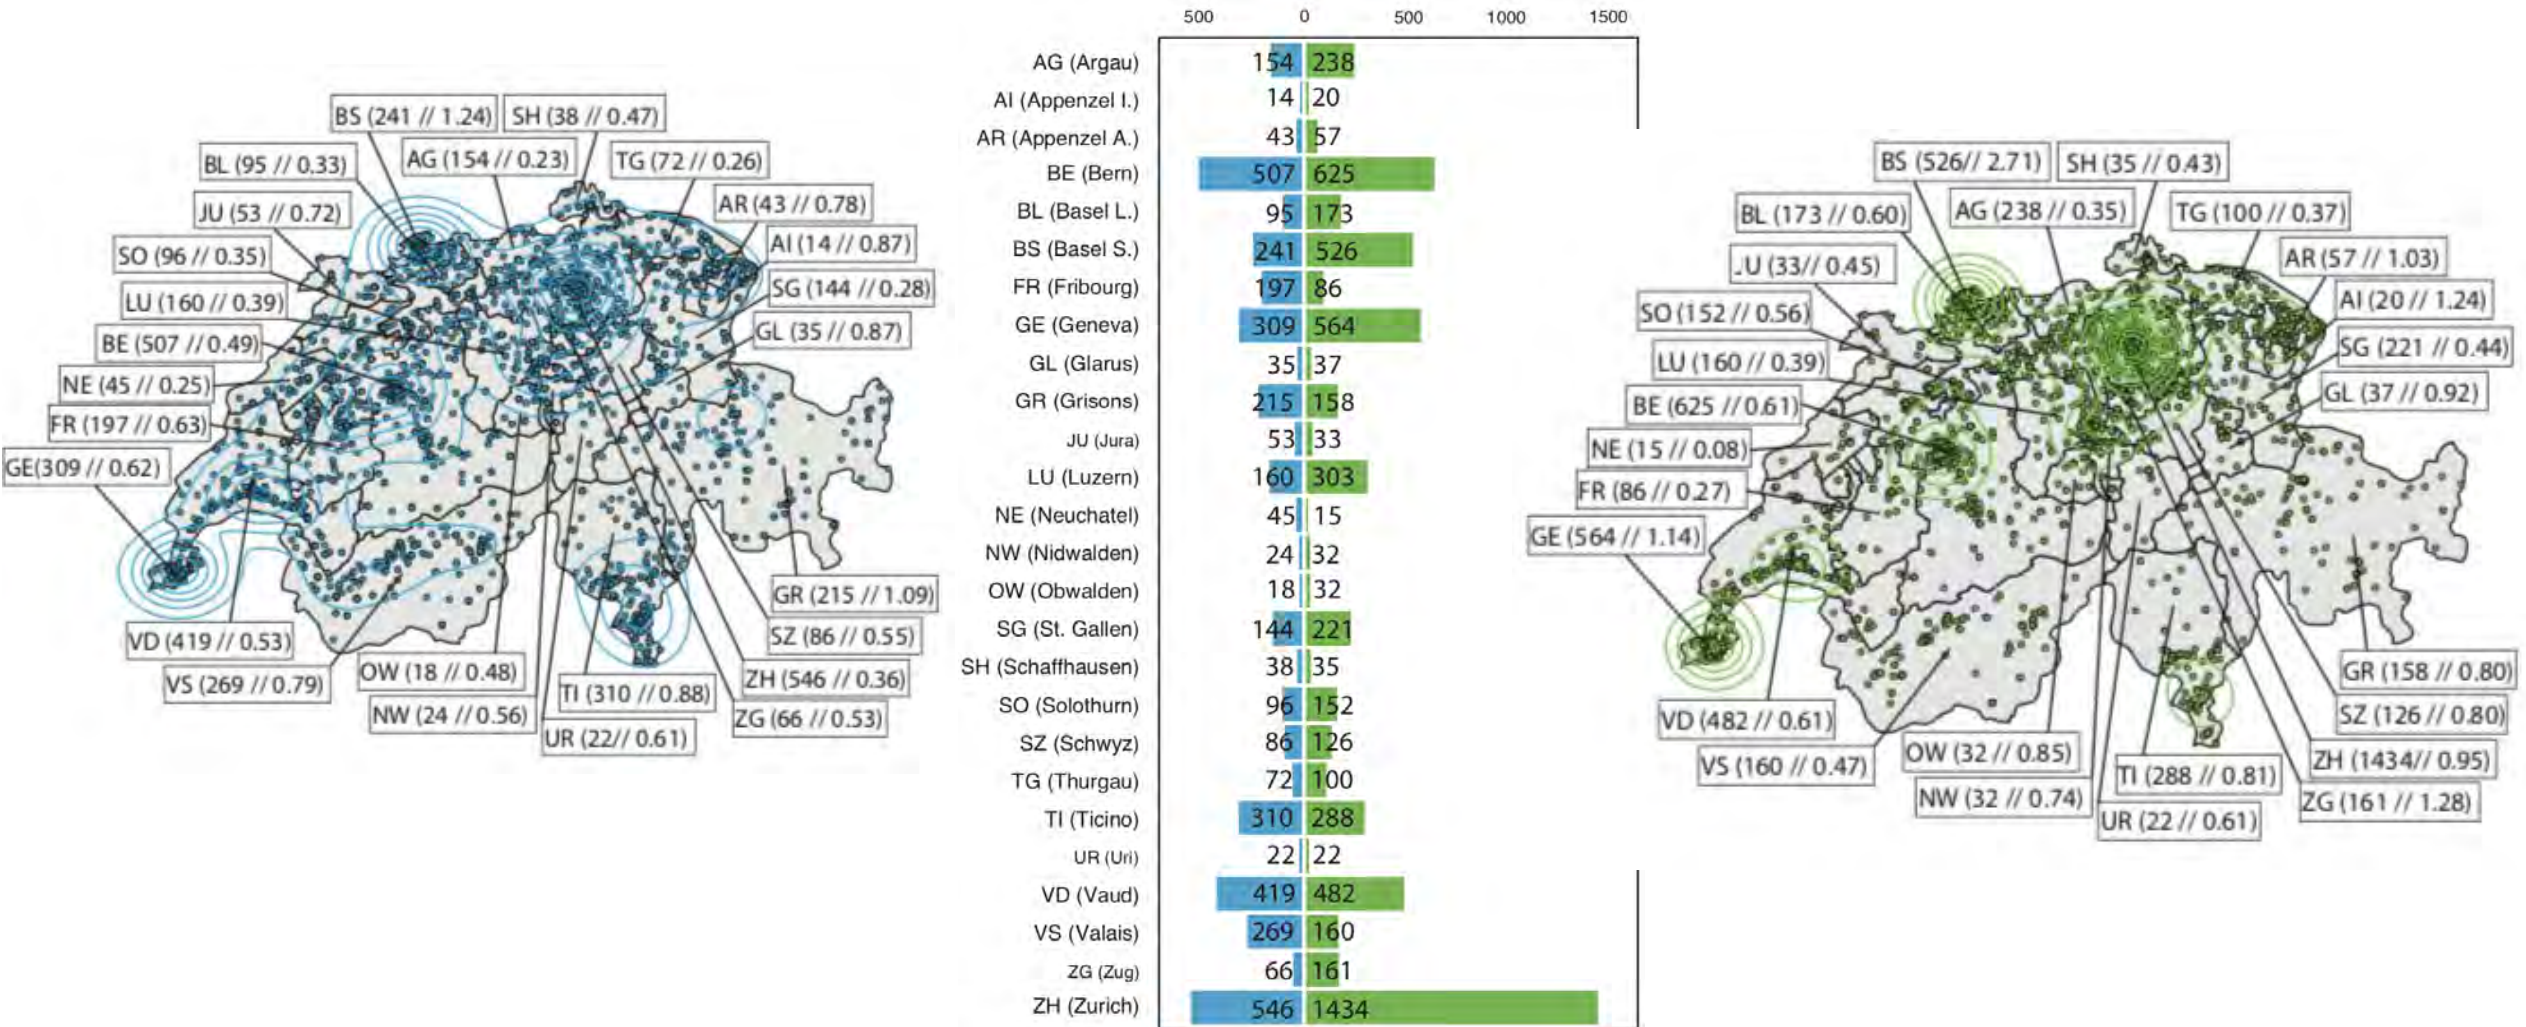 BS (241 // 1.24)
SH (38 // 0.47)
BL (95 // 0.33)
AG (154 // 0.23)
TG (72 // 0.26)
JU (53 // 0.72)
AR (43 // 0.78)
SO (96 // 0.35)
AI (14 // 0.87)
LU (160 // 0.39)
SG (144 // 0.28)
BE (507 // 0.49)
GL (35 // 0.87)
NE (45 // 0.25)
FR (197 // 0.63)
GE(309 // 0.62)
GR (215 // 1.09)
VD (419 // 0.53)
SZ (86 // 0.55)
VS (269 // 0.79)
OW (18 // 0.48)
ZH (546 // 0.36)
TI (310 // 0.88)
NW (24 // 0.56)
ZG (66 // 0.53)
UR (22// 0.61)
500 0 500 1000 1500
AG (Argau) 154 238
AI (Appenzel I.) 14 20
AR (Appenzel A.) 43 57
BE (Bern) 507 625
BL (Basel L.) 95 173
BS (Basel S.) 241 526
FR (Fribourg) 197 86
GE (Geneva) 309 564
GL (Glarus) 35 37
GR (Grisons) 215 158
JU (Jura) 53 33
LU (Luzern) 160 303
NE (Neuchatel) 45 15
NW (Nidwalden) 24 32
OW (Obwalden) 18 32
SG (St. Gallen) 144 221
SH (Schaffhausen) 38 35
SO (Solothurn) 96 152
SZ (Schwyz) 86 126
TG (Thurgau) 72 100
TI (Ticino) 310 288
UR (Uri) 22 22
VD (Vaud) 419 482
VS (Valais) 269 160
ZG (Zug) 66 161
ZH (Zurich) 546 1434
BS (526// 2.71)
SH (35 // 0.43)
BL (173 // 0.60)
AG (238 // 0.35)
TG (100 // 0.37)
JU (33// 0.45)
AR (57 // 1.03)
SO (152 // 0.56)
AI (20 // 1.24)
LU (160 // 0.39)
SG (221 // 0.44)
BE (625 // 0.61)
GL (37 // 0.92)
NE (15 // 0.08)
FR (86 // 0.27)
GE (564 // 1.14)
GR (158 // 0.80)
VD (482 // 0.61)
SZ (126 // 0.80)
VS (160 // 0.47)
OW (32 // 0.85)
ZH (1434// 0.95)
TI (288 // 0.81)
NW (32 // 0.74)
ZG (161 // 1.28)
UR (22 // 0.61)